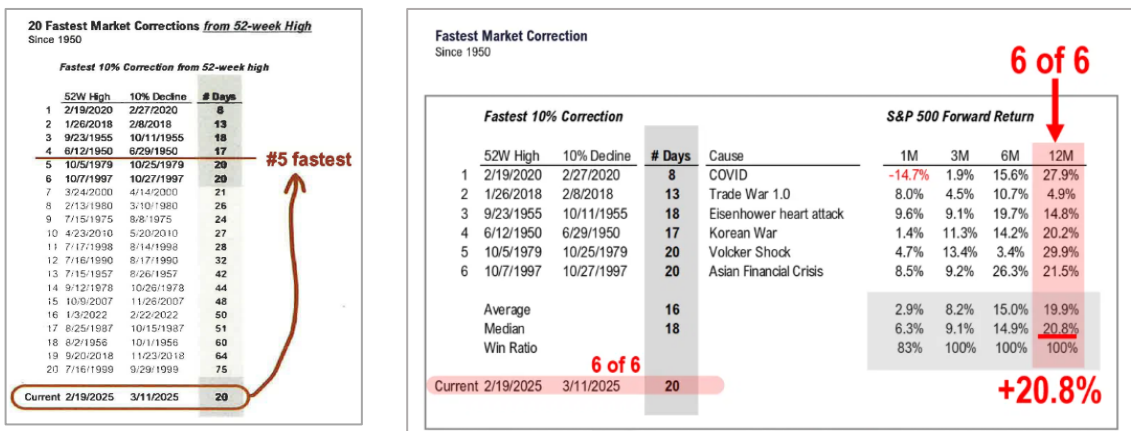 20 Fastest Market Corrections from 52-week High
Since 1950
Fastest 10% Correction from 52-week high
52W High 10% Decline # Days
1 2/19/2020 2/27/2020 8
2 1/26/2018 2/8/2018 13
3 9/23/1955 10/11/1955 18
4 6/12/1950 6/29/1950 17
5 10/5/1979 10/25/1979 20
6 10/7/1997 10/27/1997 20
7 3/24/2000 4/14/2000 21
8 2/13/1980 3/10/1980 26
9 7/15/1975 8/8/1975 24
10 4/23/2010 5/20/2010 27
11 7/17/1998 8/14/1998 28
12 7/16/1990 8/17/1990 32
13 7/15/1957 8/26/1957 42
14 9/12/1978 10/26/1978 44
15 10/9/2007 11/26/2007 48
16 1/3/2022 2/22/2022 50
17 8/25/1987 10/15/1987 51
18 8/2/1956 10/1/1956 60
19 9/20/2018 11/23/2018 64
20 7/16/1999 9/29/1999 75
Current 2/19/2025 3/11/2025 20
#5 fastest
Fastest Market Correction
Since 1950
6 of 6
Fastest 10% Correction S&P 500 Forward Return
52W High 10% Decline # Days Cause 1M 3M 6M 12M
1 2/19/2020 2/27/2020 8 COVID -14.7% 1.9% 15.6% 27.9%
2 1/26/2018 2/8/2018 13 Trade War 1.0 8.0% 4.5% 10.7% 4.9%
3 9/23/1955 10/11/1955 18 Eisenhower heart attack 9.6% 9.1% 19.7% 14.8%
4 6/12/1950 6/29/1950 17 Korean War 1.4% 11.3% 14.2% 20.2%
5 10/5/1979 10/25/1979 20 Volcker Shock 4.7% 13.4% 3.4% 29.9%
6 10/7/1997 10/27/1997 20 Asian Financial Crisis 8.5% 9.2% 26.3% 21.5%
Average 16 2.9% 8.2% 15.0% 19.9%
Median 18 6.3% 9.1% 14.9% 20.8%
Win Ratio 83% 100% 100% 100%
6 of 6
Current 2/19/2025 3/11/2025 20
+20.8%